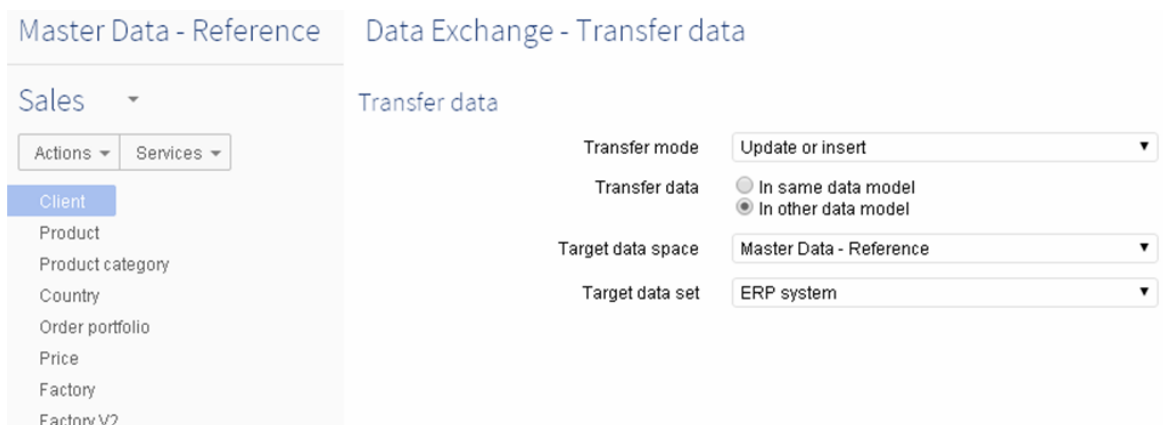 Master Data - Reference
Data Exchange - Transfer data
Sales
Actions
Services
Client
Product
Product category
Country
Order portfolio
Price
Factory
Factory V2
Transfer data
Transfer mode Update or insert
Transfer data In same data model
In other data model
Target data space Master Data - Reference
Target data set ERP system